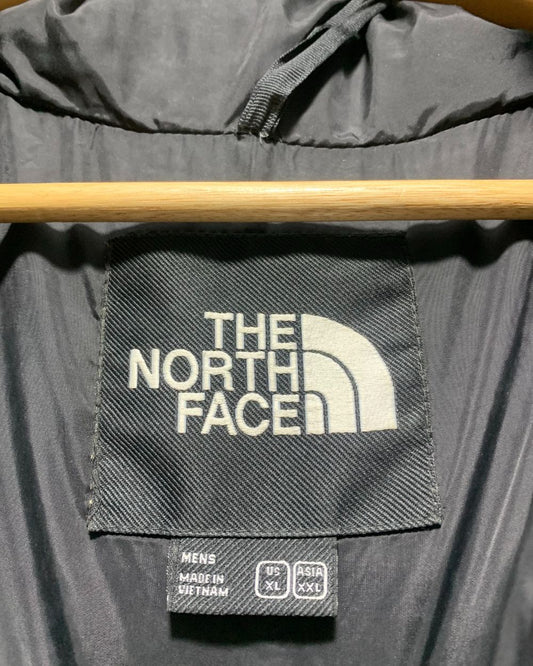 THE
NORTH
FACE
MENS
MADE IN
VIETNAM
US
XL
ASIA
XXL